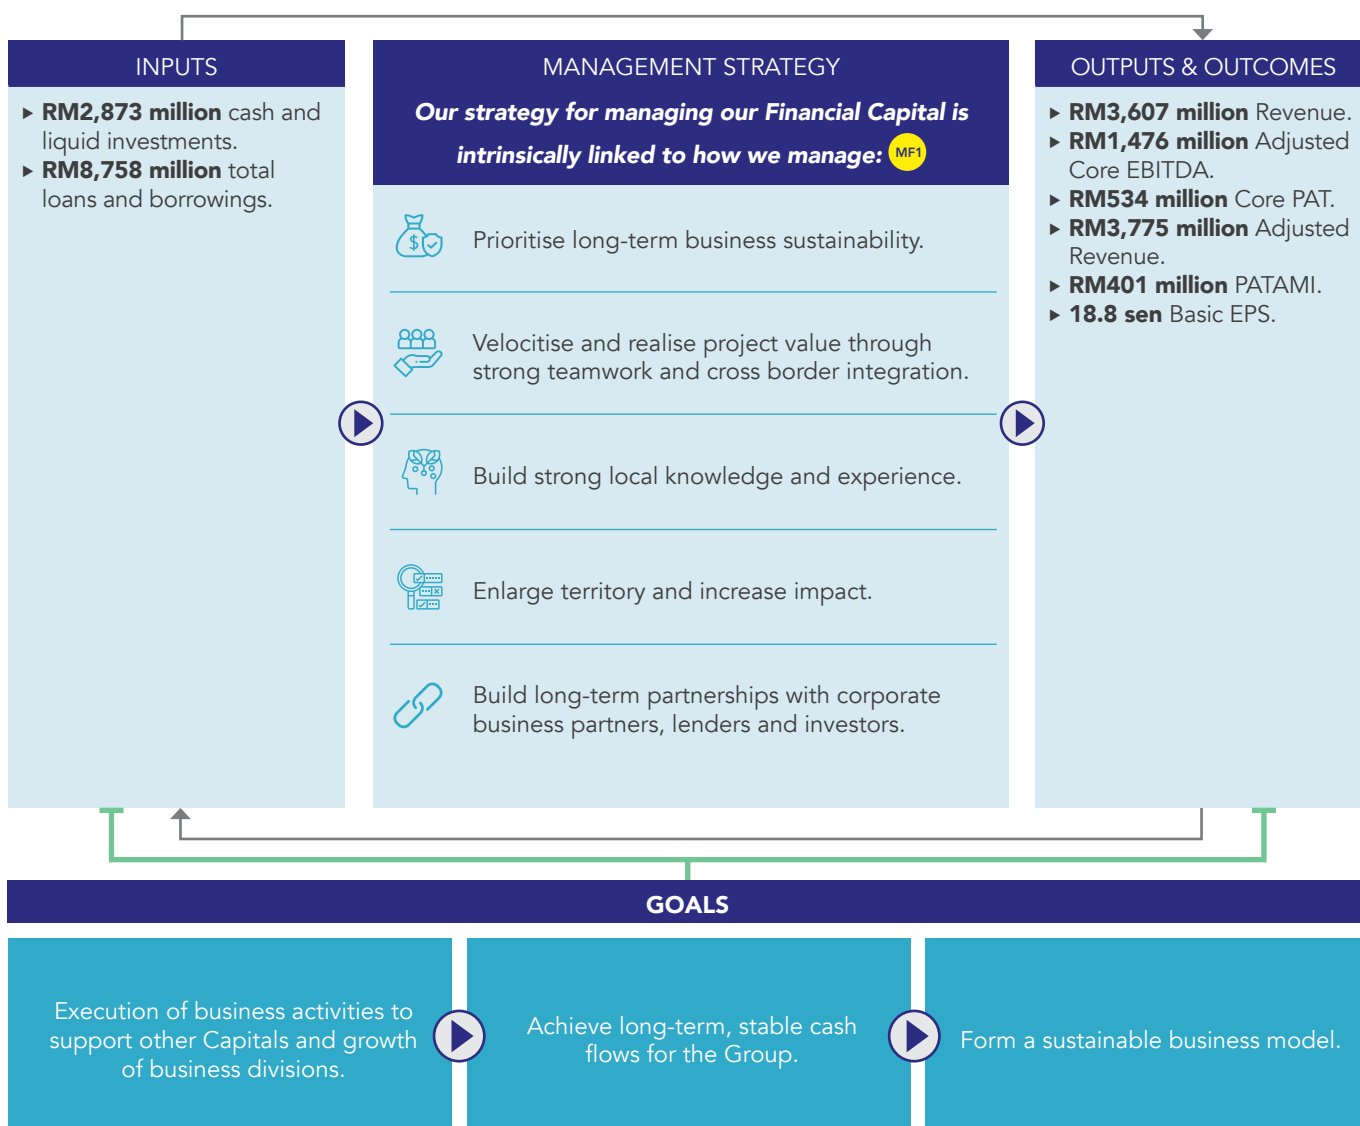 INPUTS
▶ RM2,873 million cash and
liquid investments.
▶ RM8,758 million total
loans and borrowings.
MANAGEMENT STRATEGY
Our strategy for managing our Financial Capital is
intrinsically linked to how we manage: MF1
Prioritise long-term business sustainability.
Velocitise and realise project value through
strong teamwork and cross border integration.
Build strong local knowledge and experience.
Enlarge territory and increase impact.
Build long-term partnerships with corporate
business partners, lenders and investors.
OUTPUTS & OUTCOMES
▶ RM3,607 million Revenue.
▶ RM1,476 million Adjusted
Core EBITDA.
▶ RM534 million Core PAT.
▶ RM3,775 million Adjusted
Revenue.
▶ RM401 million PATAMI.
▶ 18.8 sen Basic EPS.
GOALS
Execution of business activities to
support other Capitals and growth
of business divisions.
Achieve long-term, stable cash
flows for the Group.
Form a sustainable business model.